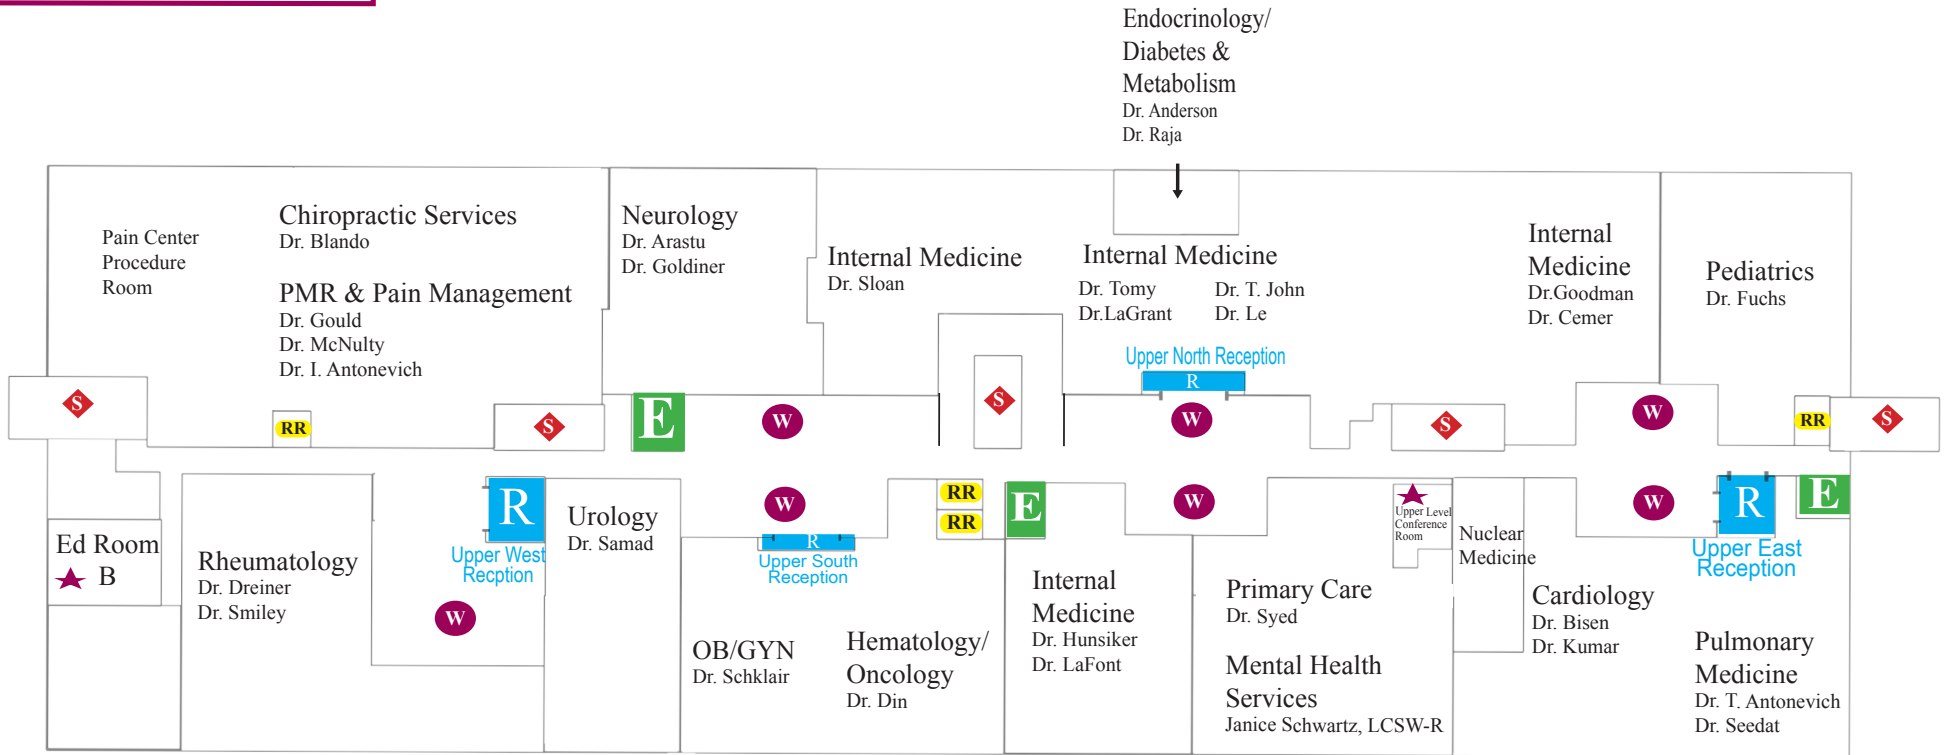 Endocrinology/
Diabetes &
Metabolism
Dr. Anderson
Dr. Raja
Pain Center
Procedure
Room
Chiropractic Services
Dr. Blando
PMR & Pain Management
Dr. Gould
Dr. McNulty
Dr. I. Antonevich
Neurology
Dr. Arastu
Dr. Goldiner
Internal Medicine
Dr. Sloan
Internal Medicine
Dr. Tomy
Dr. T. John
Dr.LaGrant
Dr. Le
Internal
Medicine
Dr.Goodman
Dr. Cemer
Pediatrics
Dr. Fuchs
Upper North Reception
R
S
RR
S
E
W
S
W
S
W
RR
S
Ed Room
B
Rheumatology
Dr. Dreiner
Dr. Smiley
R
Upper West
Recption
W
Urology
Dr. Samad
W
R
Upper South
Reception
RR
RR
E
W
Upper Level
Conference
Room
Nuclear
Medicine
W
R
Upper East
Reception
E
OB/GYN
Dr. Schklair
Hematology/
Oncology
Dr. Din
Internal
Medicine
Dr. Hunsiker
Dr. LaFont
Primary Care
Dr. Syed
Mental Health
Services
Janice Schwartz, LCSW-R
Cardiology
Dr. Bisen
Dr. Kumar
Pulmonary
Medicine
Dr. T. Antonevich
Dr. Seedat